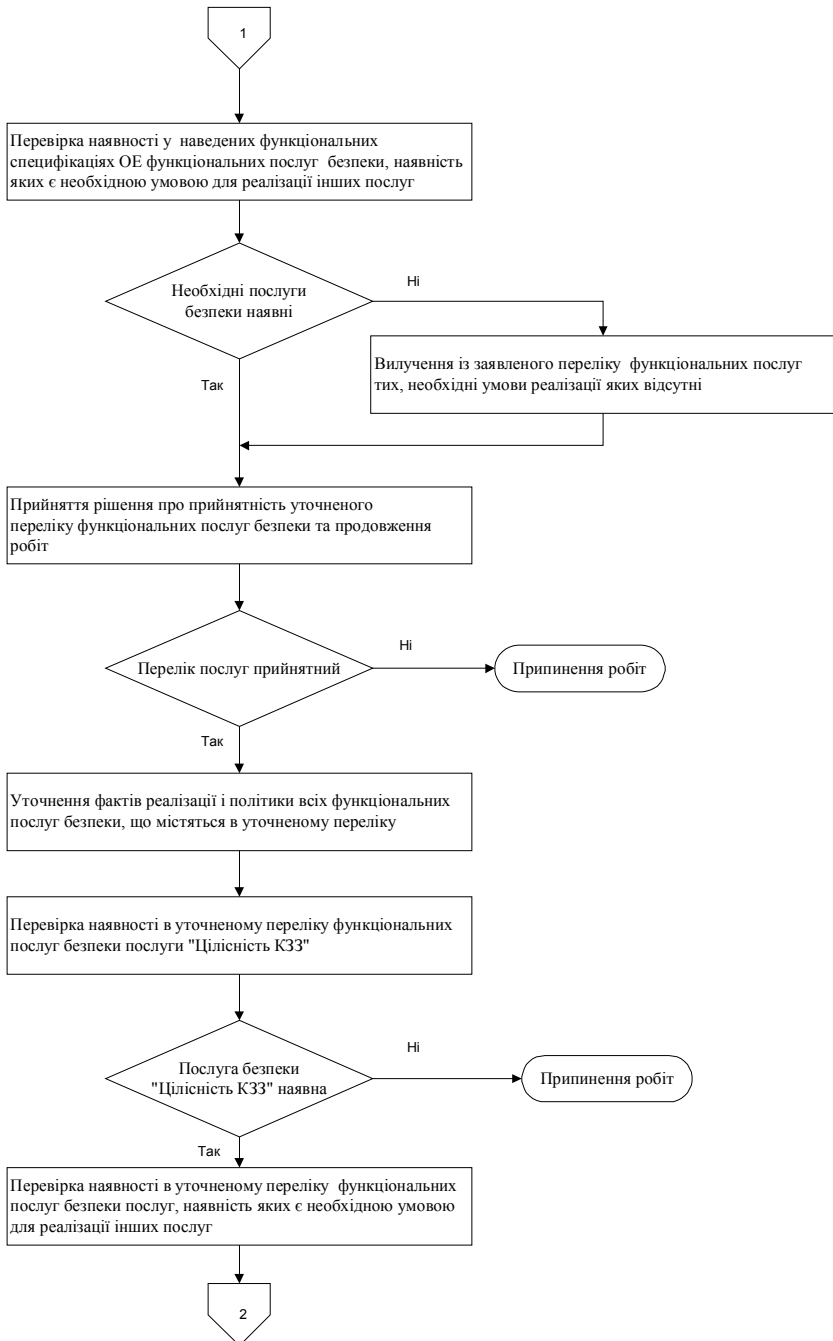 1
Перевірка наявності у наведених функціональних
специфікаціях ОЕ функціональних послуг безпеки, наявність
яких є необхідною умовою для реалізації інших послуг
Необхідні послуги
безпеки наявні
Ні
Вилучення із заявленого переліку функціональних послуг
тих, необхідні умови реалізації яких відсутні
Так
Прийняття рішення про прийнятність уточненого
переліку функціональних послуг безпеки та продовження
робіт
Перелік послуг прийнятний
Ні
Припинення робіт
Так
Уточнення фактів реалізації і політики всіх функціональних
послуг безпеки, що містяться в уточненому переліку
Перевірка наявності в уточненому переліку функціональних
послуг безпеки послуги "Цілісність КЗЗ"
Послуга безпеки
"Цілісність КЗЗ" наявна
Ні
Припинення робіт
Так
Перевірка наявності в уточненому переліку функціональних
послуг безпеки послуг, наявність яких є необхідною умовою
для реалізації інших послуг
2